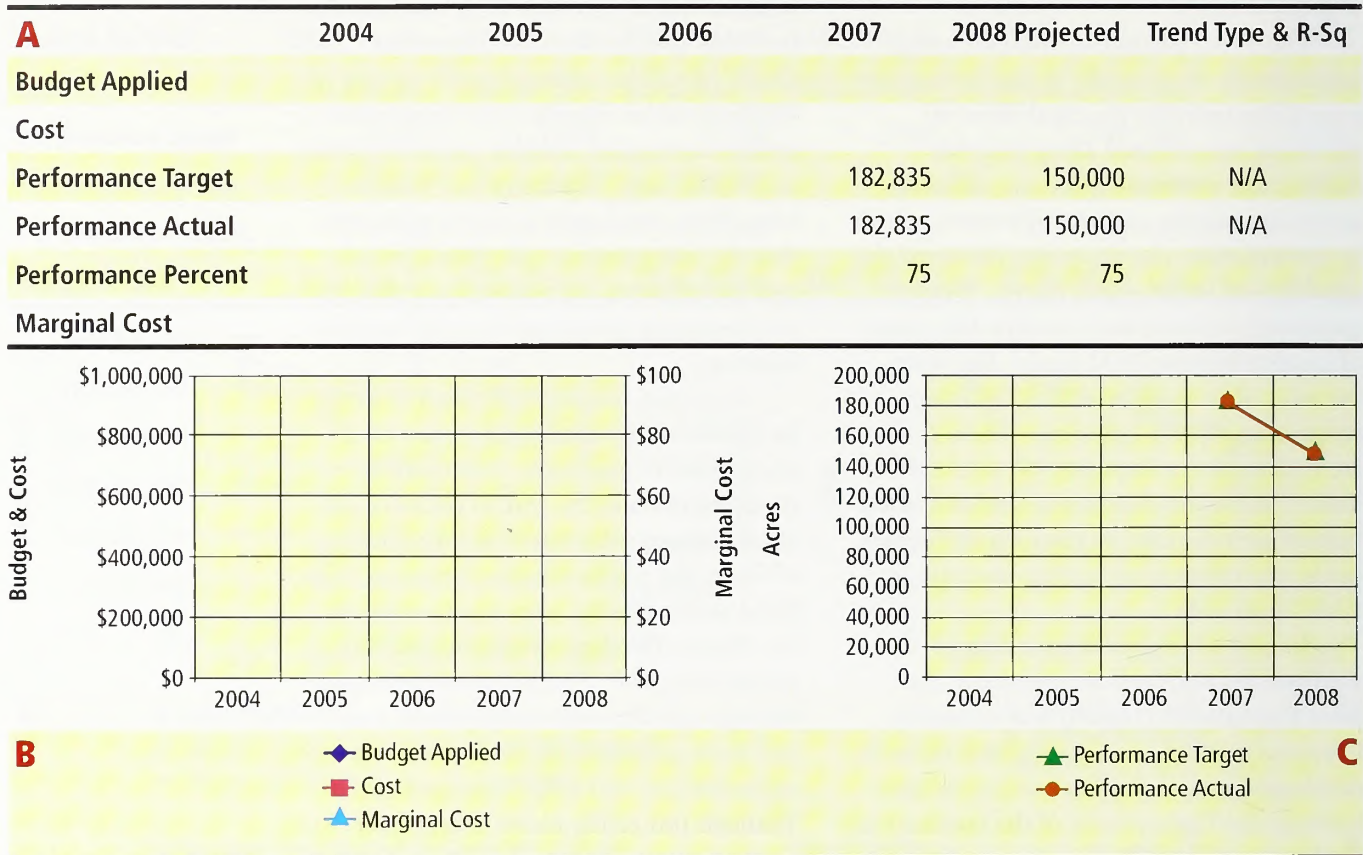 A 2004 2005 2006 2007 2008 Projected Trend Type & R-Sq
Budget Applied
Cost
Performance Target 182,835 150,000 N/A
Performance Actual 182,835 150,000 N/A
Performance Percent 75 75
Marginal Cost
Budget & Cost
$1,000,000
$800,000
$600,000
$400,000
$200,000
$0
2004 2005 2006 2007 2008
$100
$80
$60
$40
$20
$0
Marginal Cost
B
Budget Applied
Cost
Marginal Cost
Acres
200,000
180,000
160,000
140,000
120,000
100,000
80,000
60,000
40,000
20,000
0
2004 2005 2006 2007 2008
Performance Target
Performance Actual
C